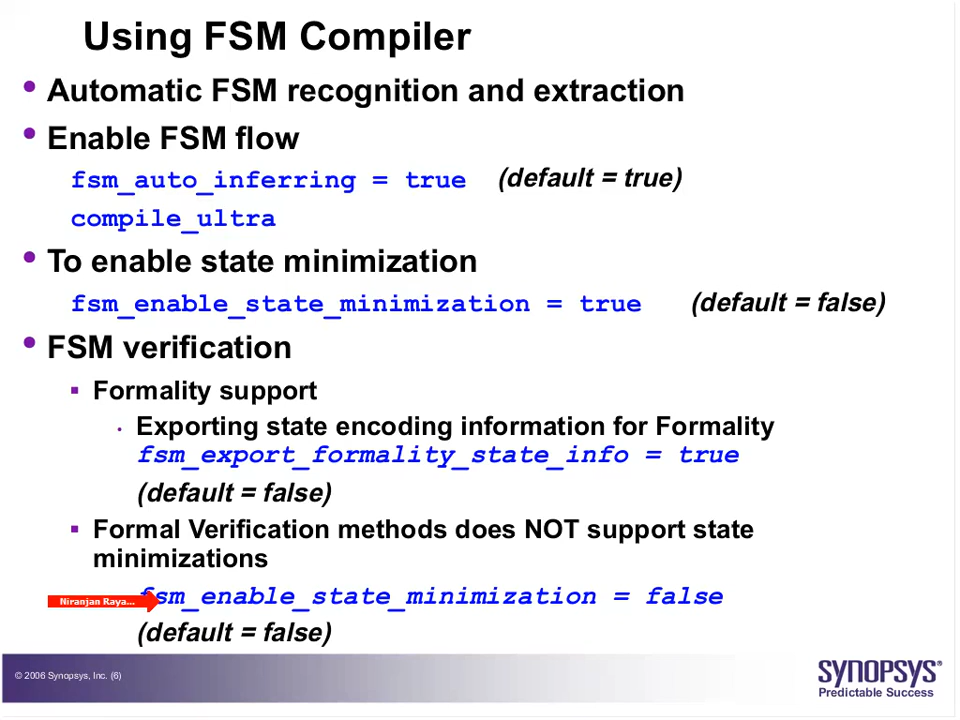 Using FSM Compiler
• Automatic FSM recognition and extraction
• Enable FSM flow
fsm_auto_inferring = true (default = true)
compile_ultra
• To enable state minimization
fsm_enable_state_minimization = true (default = false)
• FSM verification
▪ Formality support
• Exporting state encoding information for Formality
fsm_export_formality_state_info = true
(default = false)
▪ Formal Verification methods does NOT support state
minimizations
Niranjan Raya... fsm_enable_state_minimization = false
(default = false)
© 2006 Synopsys, Inc. (6)
SYNOPSYS®
Predictable Success